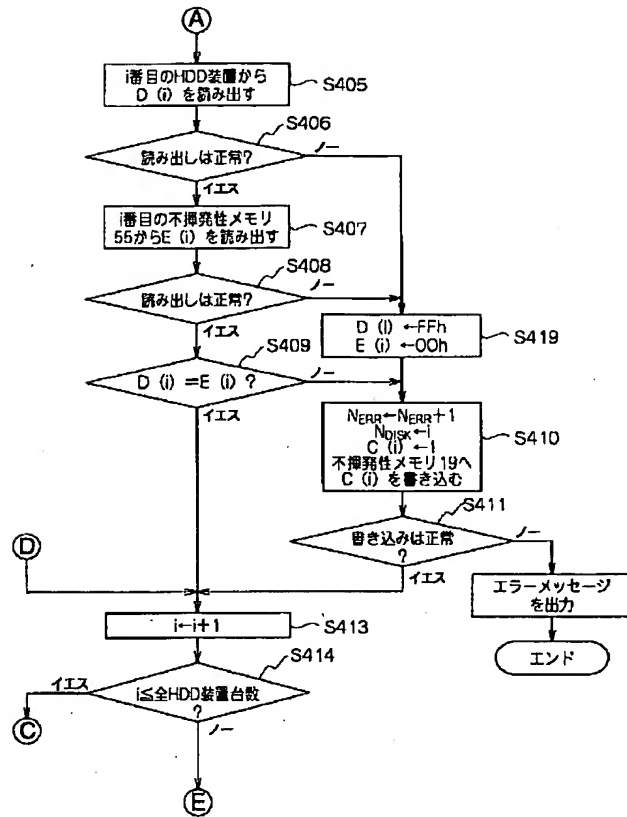 A
i番目のHDD装置から
D (i) を読み出す
S405
S406
読み出しは正常?
ノー
イエス
i番目の不揮発性メモリ
55からE (i) を読み出す
S407
S408
読み出しは正常?
ノー
イエス
D (i) ←FFh
E (i) ←00h
S419
S409
D (i) =E (i) ?
ノー
イエス
NERR←NERR+1
NDISK←i
C (i) ←1
不揮発性メモリ19へ
C (i) を書き込む
S410
S411
書き込みは正常
?
ノー
イエス
D
エラーメッセージ
を出力
エンド
i←i+1
S413
S414
i≦全HDD装置台数
?
イエス
ノー
C
E